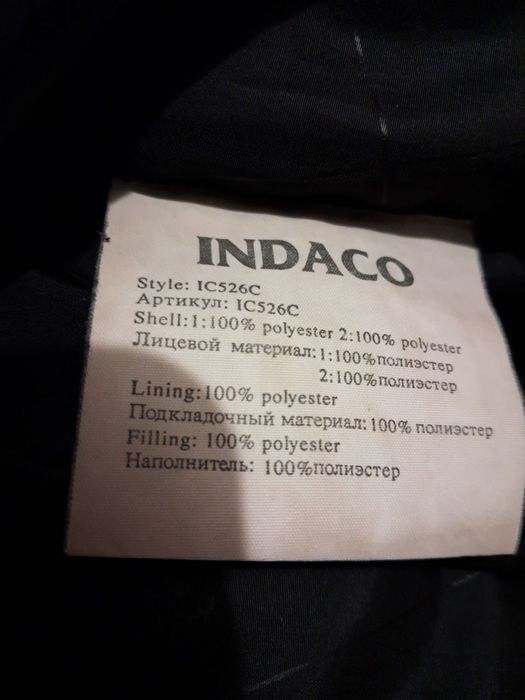 INDACO
Style: IC526C
Артикул: IC526C
Shell:1:100% polyester 2:100% polyester
Лицевой материал:1:100%полиэстер
2:100%полиэстер
Lining:100% polyester
Подкладочный материал:100% полиэстер
Filling: 100% polyester
Наполнитель: 100%полиэстер